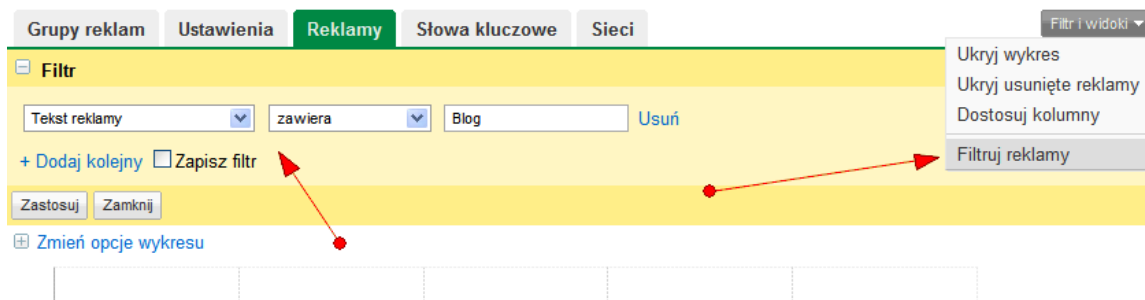 Grupy reklam Ustawienia Reklamy Słowa kluczowe Sieci Filtr i widoki
Ukryj wykres
Ukryj usunięte reklamy
Dostosuj kolumny
Filtruj reklamy
Filtr
Tekst reklamy zawiera Blog Usuń
+ Dodaj kolejny Zapisz filtr
Zastosuj Zamknij
Zmień opcje wykresu